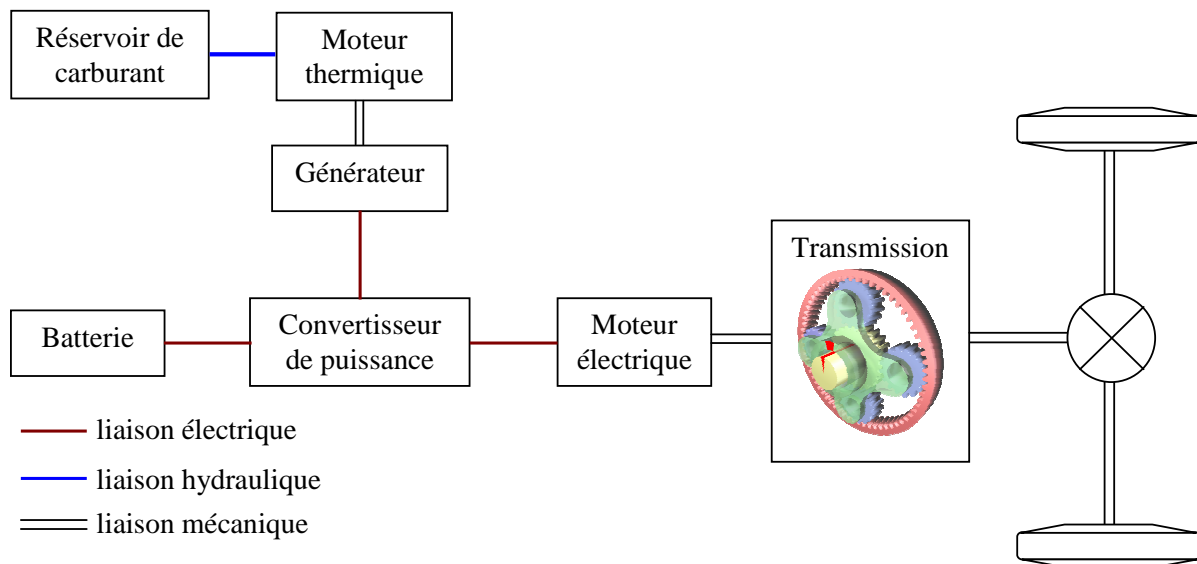 Réservoir de
carburant
Moteur
thermique
Générateur
Transmission
Batterie
Convertisseur
de puissance
Moteur
électrique
liaison électrique
liaison hydraulique
liaison mécanique